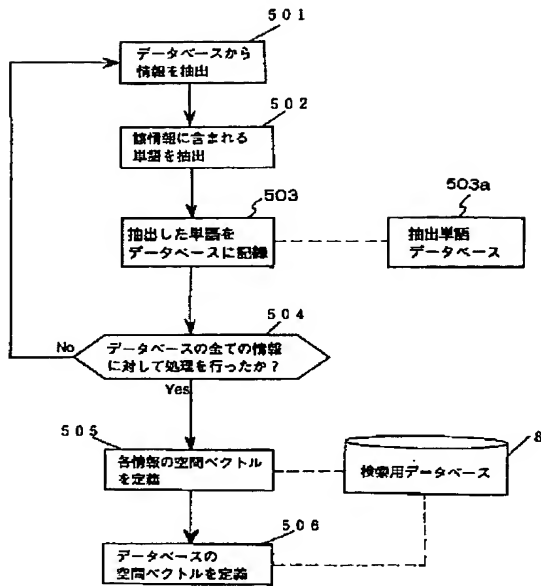 501
データベースから
情報を抽出
502
該情報に含まれる
単語を抽出
503
抽出した単語を
データベースに記録
503a
抽出単語
データベース
504
No
データベースの全ての情報
に対して処理を行ったか?
Yes
505
各情報の空間ベクトル
を定義
8
検索用データベース
506
データベースの
空間ベクトルを定義